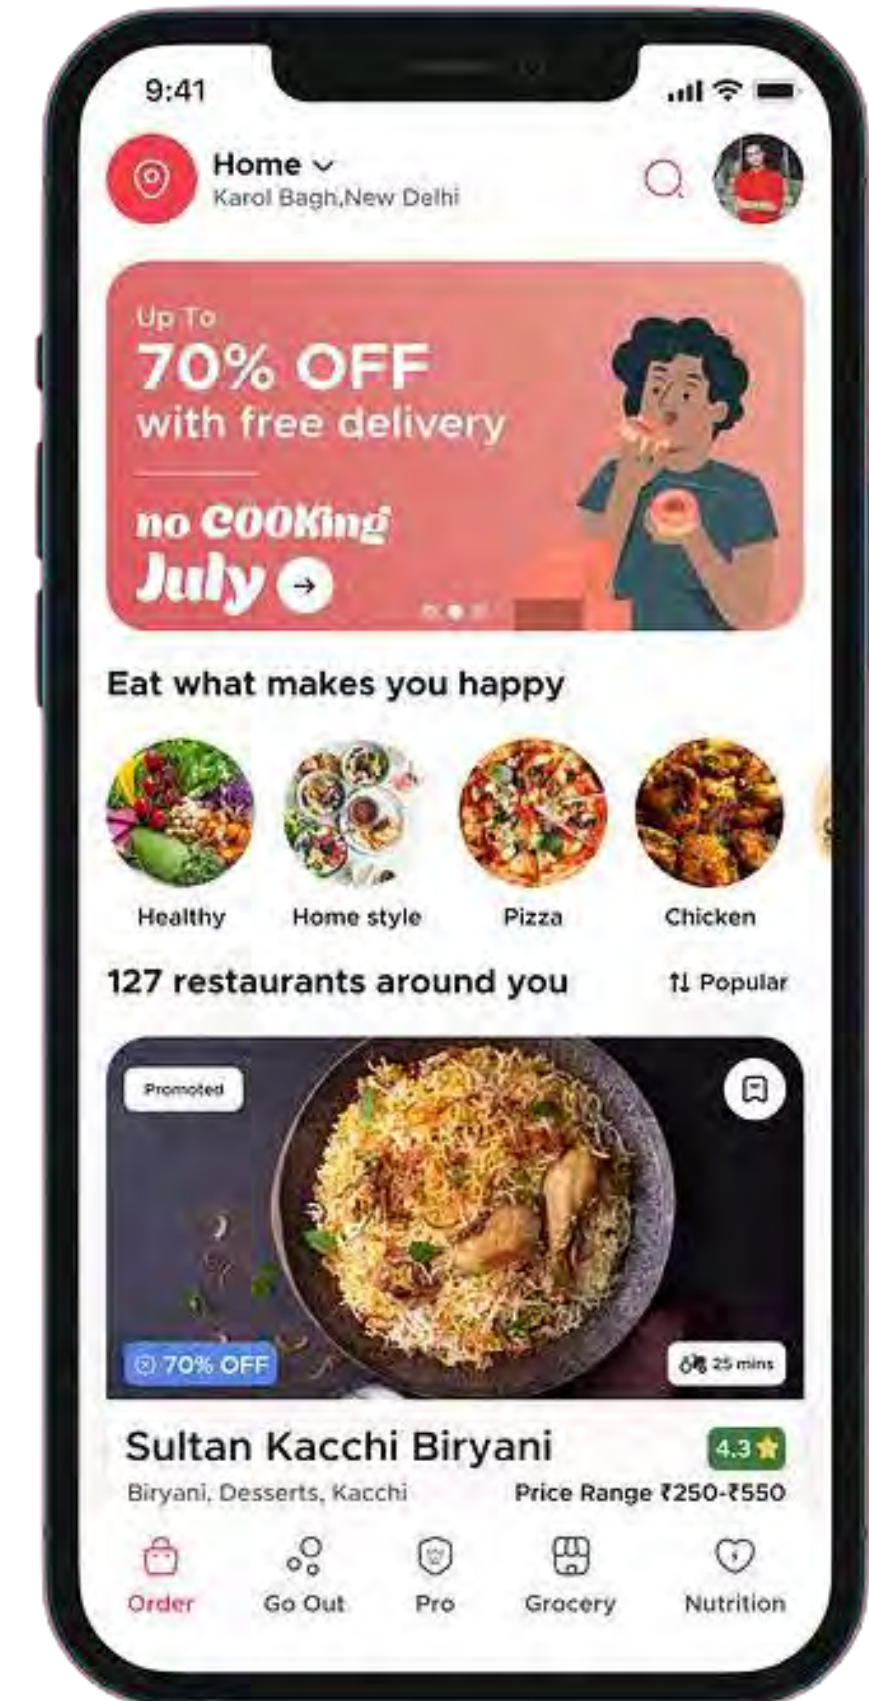 9:41
Home
Karol Bagh,New Delhi
Up To
70% OFF
with free delivery
no cooking
July
Eat what makes you happy
Healthy
Home style
Pizza
Chicken
127 restaurants around you
Popular
Promoted
70% OFF
25 mins
Sultan Kacchi Biryani
4.3
Biryani, Desserts, Kacchi
Price Range ₹250-₹550
Order
Go Out
Pro
Grocery
Nutrition